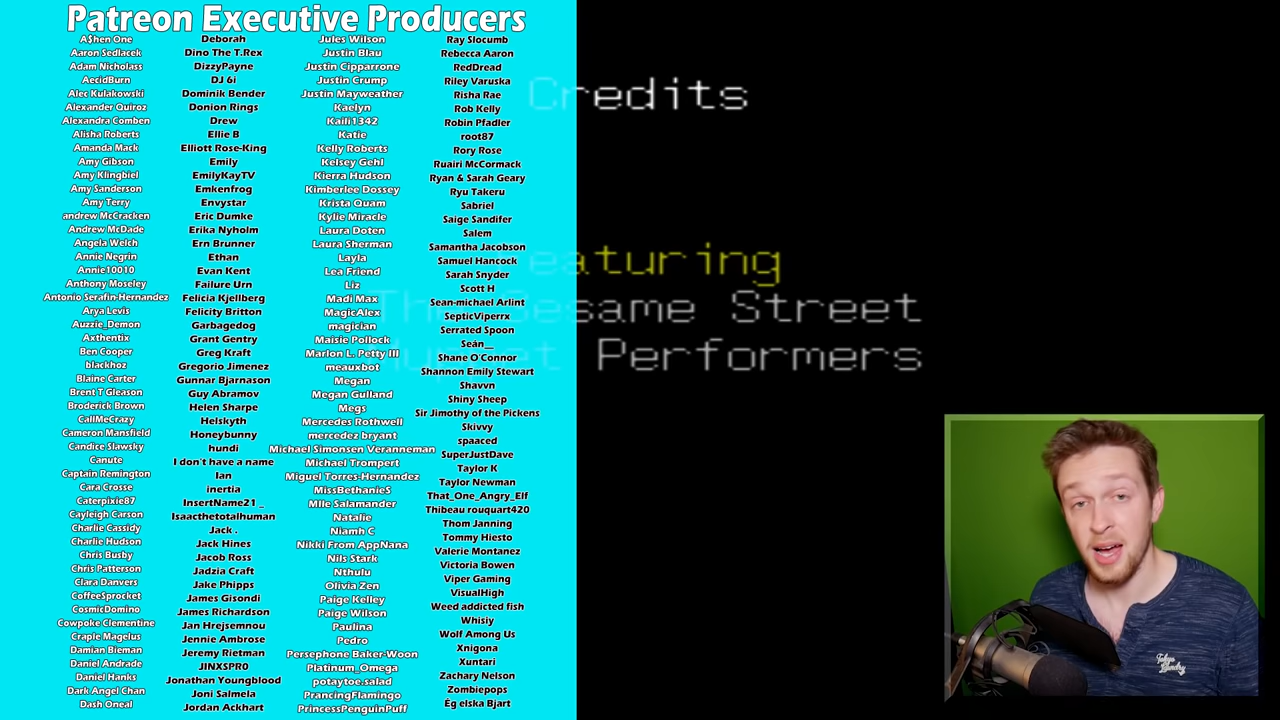 Patreon Executive Producers
A$hen One
Aaron Sedlacek
Adam Nicholass
AecidBurn
Alec Kulakowski
Alexander Quiroz
Alexandra Comben
Alisha Roberts
Amanda Mack
Amy Gibson
Amy Klingbiel
Amy Sanderson
Amy Terry
andrew McCracken
Andrew McDade
Angela Welch
Annie Negrin
Annie10010
Anthony Moseley
Antonio Serafin-Hernandez
Arya Levis
Auzzie_Demon
Axthentix
Ben Cooper
blackhoz
Blaine Carter
Brent T Gleason
Broderick Brown
CallMeCrazy
Cameron Mansfield
Candice Slawsky
Canute
Captain Remington
Cara Crosse
Caterpixie87
Cayleigh Carson
Charlie Cassidy
Charlie Hudson
Chris Busby
Chris Patterson
Clara Danvers
CoffeeSprocket
CosmicDomino
Cowpoke Clementine
Craple Magelus
Damian Bieman
Daniel Andrade
Daniel Hanks
Dark Angel Chan
Dash Oneal
Deborah
Dino The T.Rex
DizzyPayne
DJ 6i
Dominik Bender
Donion Rings
Drew
Ellie B
Elliott Rose-King
Emily
EmilyKayTV
Emkenfrog
Envystar
Eric Dumke
Erika Nyholm
Ern Brunner
Ethan
Evan Kent
Failure Urn
Felicia Kjellberg
Felicity Britton
Garbagedog
Grant Gentry
Greg Kraft
Gregorio Jimenez
Gunnar Bjarnason
Guy Abramov
Helen Sharpe
Helskyth
Honeybunny
hundi
I don't have a name
Ian
inertia
InsertName21_
Isaacthetotalhuman
Jack .
Jack Hines
Jacob Ross
Jadzia Craft
Jake Phipps
James Gisondi
James Richardson
Jan Hrejsemnou
Jennie Ambrose
Jeremy Rietman
JINXSPR0
Jonathan Youngblood
Joni Salmela
Jordan Ackhart
Jules Wilson
Justin Blau
Justin Cipparrone
Justin Crump
Justin Mayweather
Kaelyn
Kaili1342
Katie
Kelly Roberts
Kelsey Gehl
Kierra Hudson
Kimberlee Dossey
Krista Quam
Kylie Miracle
Laura Doten
Laura Sherman
Layla
Lea Friend
Liz
Madi Max
MagicAlex
magician
Maisie Pollock
Marlon L. Petty III
meauxbot
Megan
Megan Gulland
Megs
Mercedes Rothwell
mercedez bryant
Michael Simonsen Veranneman
Michael Trompert
Miguel Torres-Hernandez
MissBethanieS
Mlle Salamander
Natalie
Niamh C
Nikki From AppNana
Nils Stark
Nthulu
Olivia Zen
Paige Kelley
Paige Wilson
Paulina
Pedro
Persephone Baker-Woon
Platinum_Omega
potaytoe.salad
PrancingFlamingo
PrincessPenguinPuff
Ray Slocumb
Rebecca Aaron
RedDread
Riley Varuska
Risha Rae
Rob Kelly
Robin Pfadler
root87
Rory Rose
Ruairi McCormack
Ryan & Sarah Geary
Ryu Takeru
Sabriel
Saige Sandifer
Salem
Samantha Jacobson
Samuel Hancock
Sarah Snyder
Scott H
Sean-michael Arlint
SepticViperrx
Serrated Spoon
Seán__
Shane O'Connor
Shannon Emily Stewart
Shavvn
Shiny Sheep
Sir Jimothy of the Pickens
Skivvy
spaaced
SuperJustDave
Taylor K
Taylor Newman
That_One_Angry_Elf
Thibeau rouquart420
Thom Janning
Tommy Hiesto
Valerie Montanez
Victoria Bowen
Viper Gaming
VisualHigh
Weed addicted fish
Whisiy
Wolf Among Us
Xnigona
Xuntari
Zachary Nelson
Zombiepops
Ég elska Bjart
Credits
Featuring
The Sesame Street
Muppet Performers